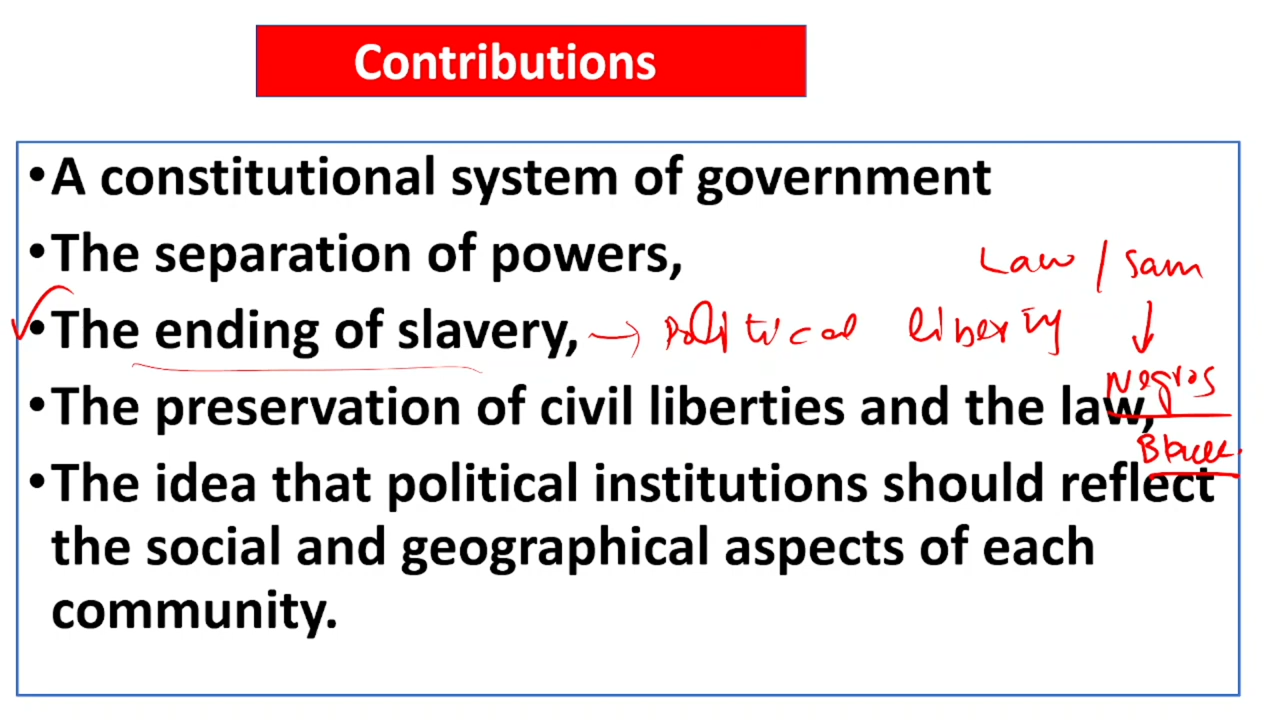 Contributions
•A constitutional system of government
•The separation of powers,
Law / Sam
•The ending of slavery, → Political liberty
Negros
•The preservation of civil liberties and the law,
•The idea that political institutions should reflect
the social and geographical aspects of each
community.